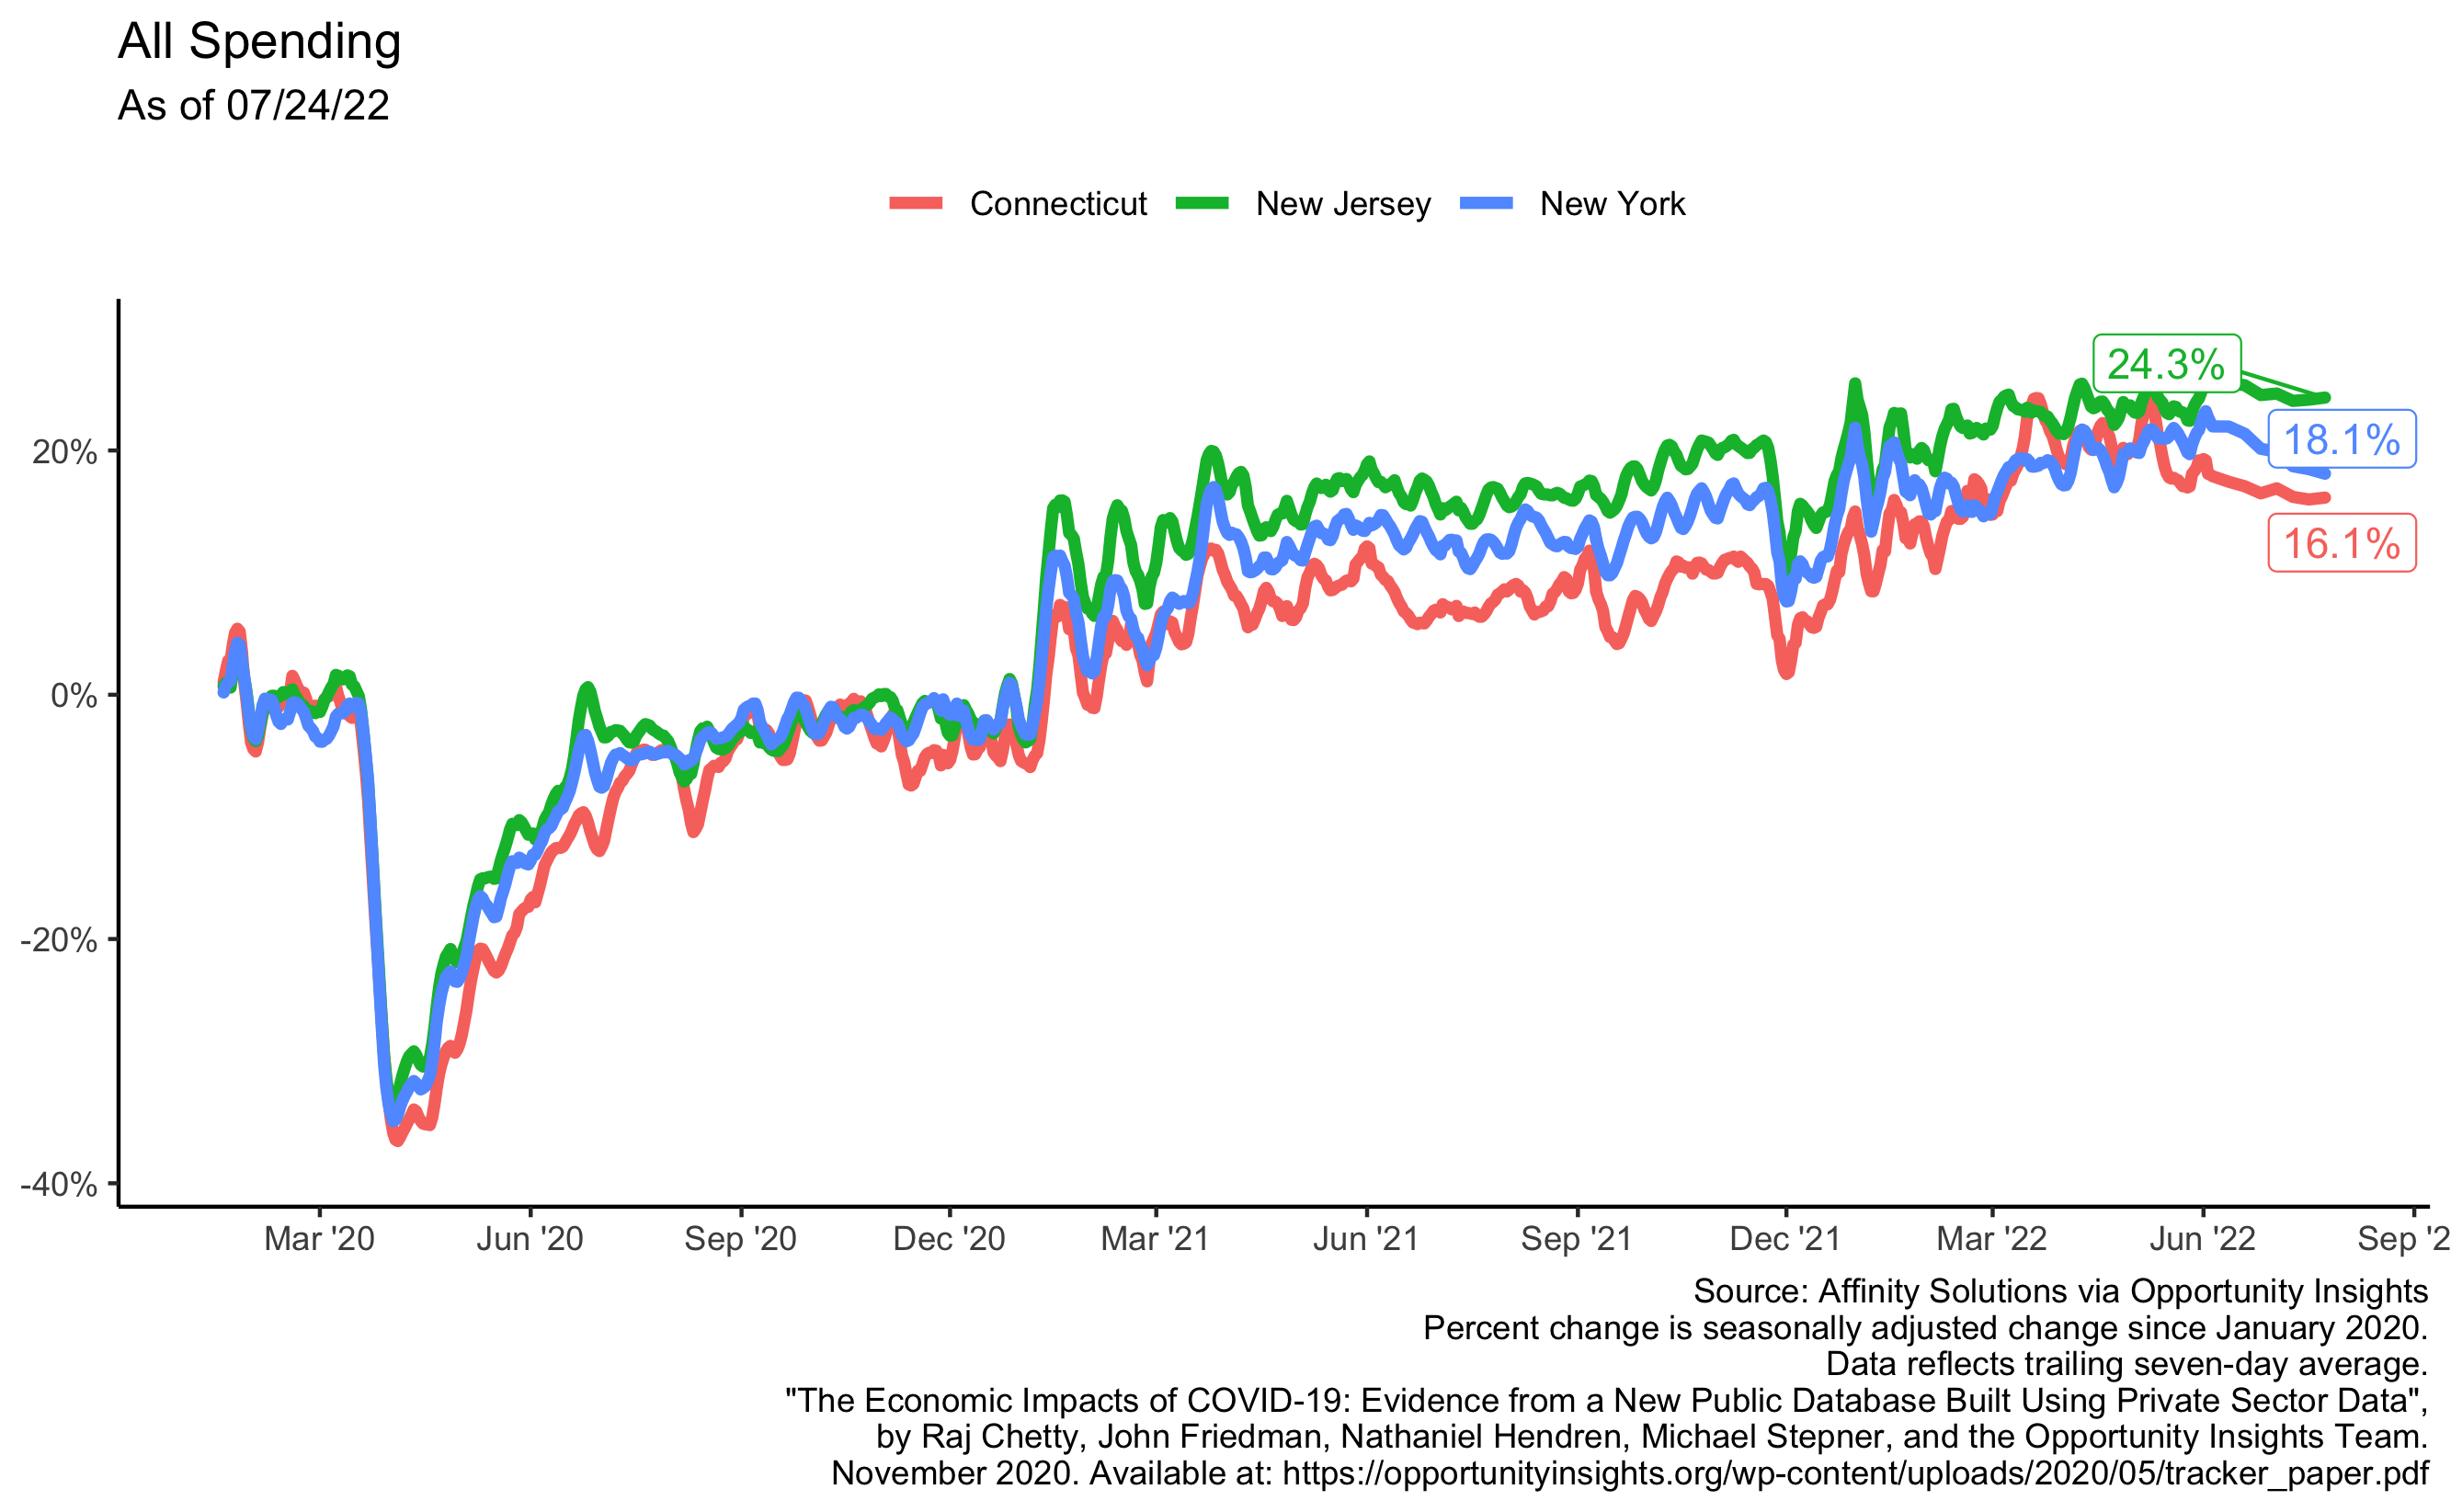 All Spending
As of 07/24/22
Connecticut New Jersey New York
24.3%
18.1%
16.1%
20%
0%
-20%
-40%
Mar '20 Jun '20 Sep '20 Dec '20 Mar '21 Jun '21 Sep '21 Dec '21 Mar '22 Jun '22 Sep '2
Source: Affinity Solutions via Opportunity Insights
Percent change is seasonally adjusted change since January 2020.
Data reflects trailing seven-day average.
"The Economic Impacts of COVID-19: Evidence from a New Public Database Built Using Private Sector Data",
by Raj Chetty, John Friedman, Nathaniel Hendren, Michael Stepner, and the Opportunity Insights Team.
November 2020. Available at: https://opportunityinsights.org/wp-content/uploads/2020/05/tracker_paper.pdf